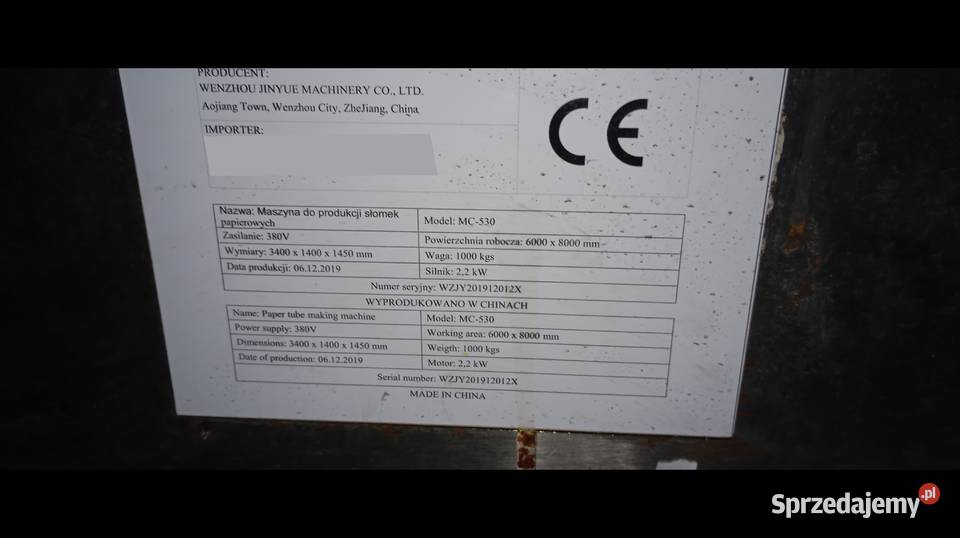 PRODUCENT:
WENZHOU JINYUE MACHINERY CO., LTD.
Aojiang Town, Wenzhou City, ZheJiang, China
IMPORTER:
CE
Nazwa: Maszyna do produkcji słomek papierowych
Model: MC-530
Zasilanie: 380V
Powierzchnia robocza: 6000 x 8000 mm
Wymiary: 3400 x 1400 x 1450 mm
Waga: 1000 kgs
Data produkcji: 06.12.2019
Silnik: 2,2 kW
Numer seryjny: WZJY201912012X
WYPRODUKOWANO W CHINACH
Name: Paper tube making machine
Model: MC-530
Power supply: 380V
Working area: 6000 x 8000 mm
Dimensions: 3400 x 1400 x 1450 mm
Weigth: 1000 kgs
Date of production: 06.12.2019
Motor: 2,2 kW
Serial number: WZJY201912012X
MADE IN CHINA
Sprzedajemy.pl